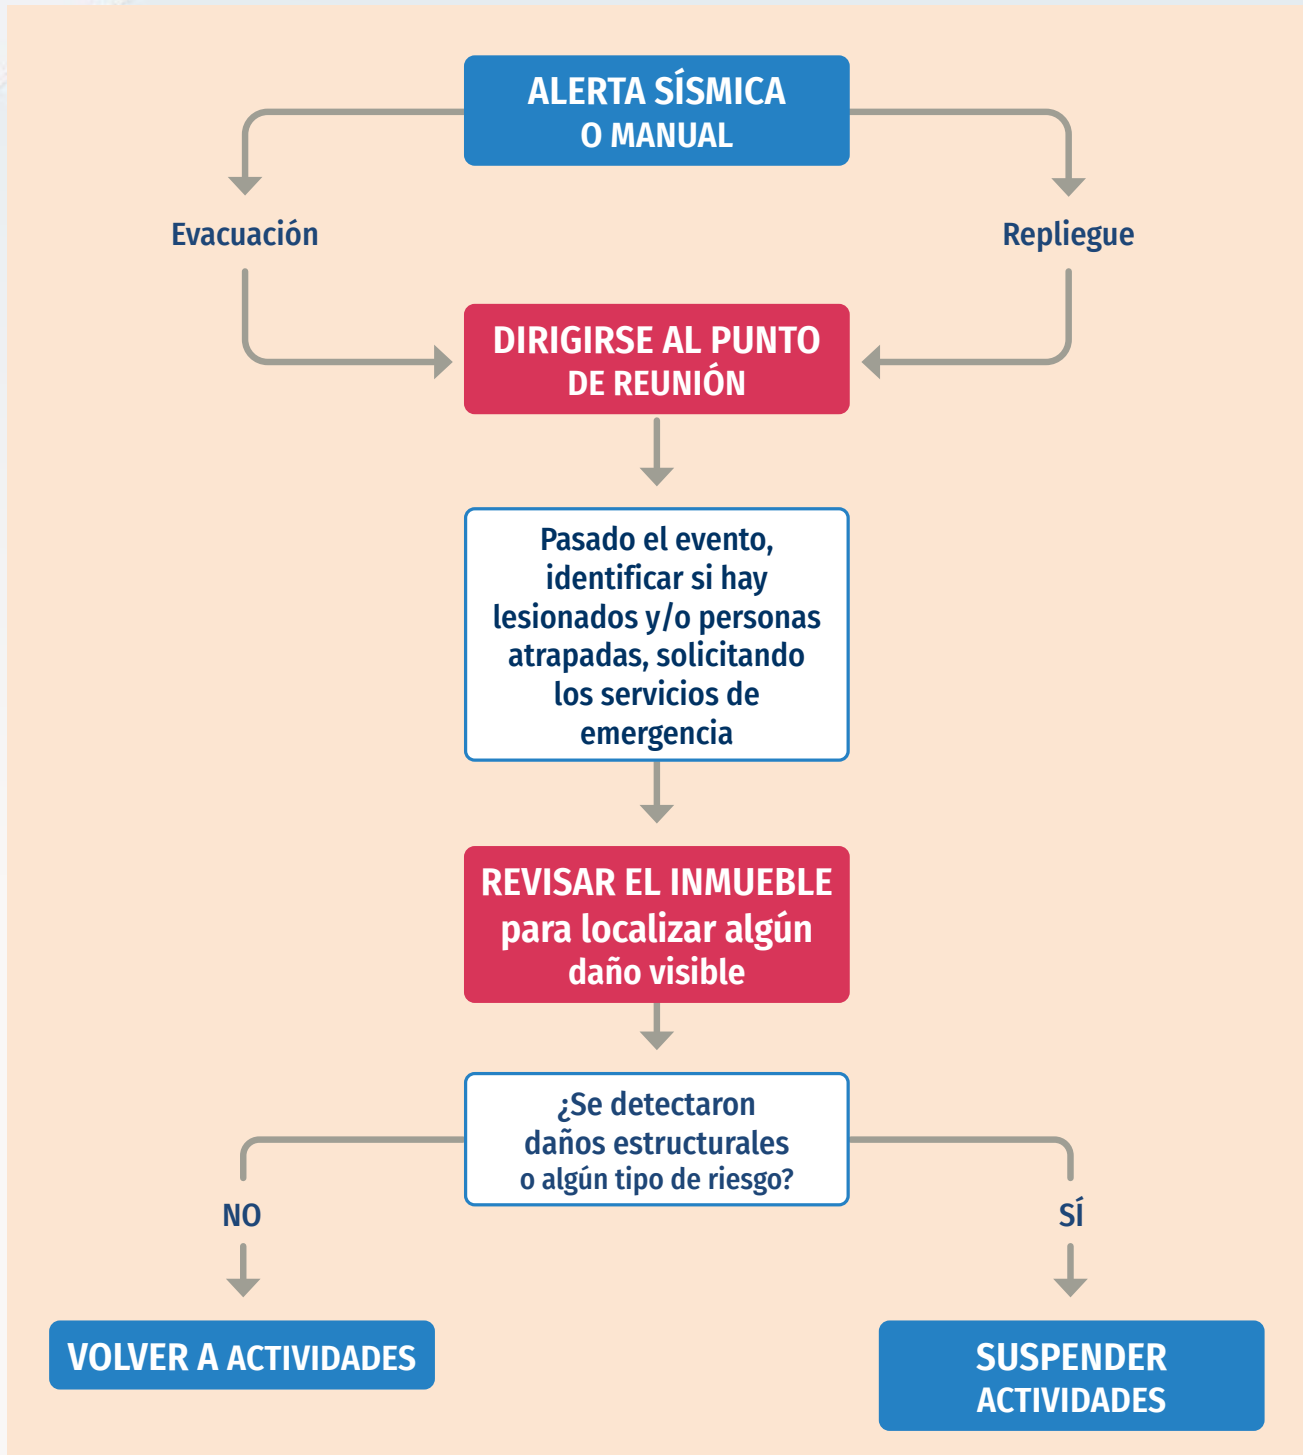 ALERTA SÍSMICA
O MANUAL
Evacuación
Repliegue
DIRIGIRSE AL PUNTO
DE REUNIÓN
Pasado el evento,
identificar si hay
lesionados y/o personas
atrapadas, solicitando
los servicios de
emergencia
REVISAR EL INMUEBLE
para localizar algún
daño visible
¿Se detectaron
daños estructurales
o algún tipo de riesgo?
NO
SÍ
VOLVER A ACTIVIDADES
SUSPENDER
ACTIVIDADES